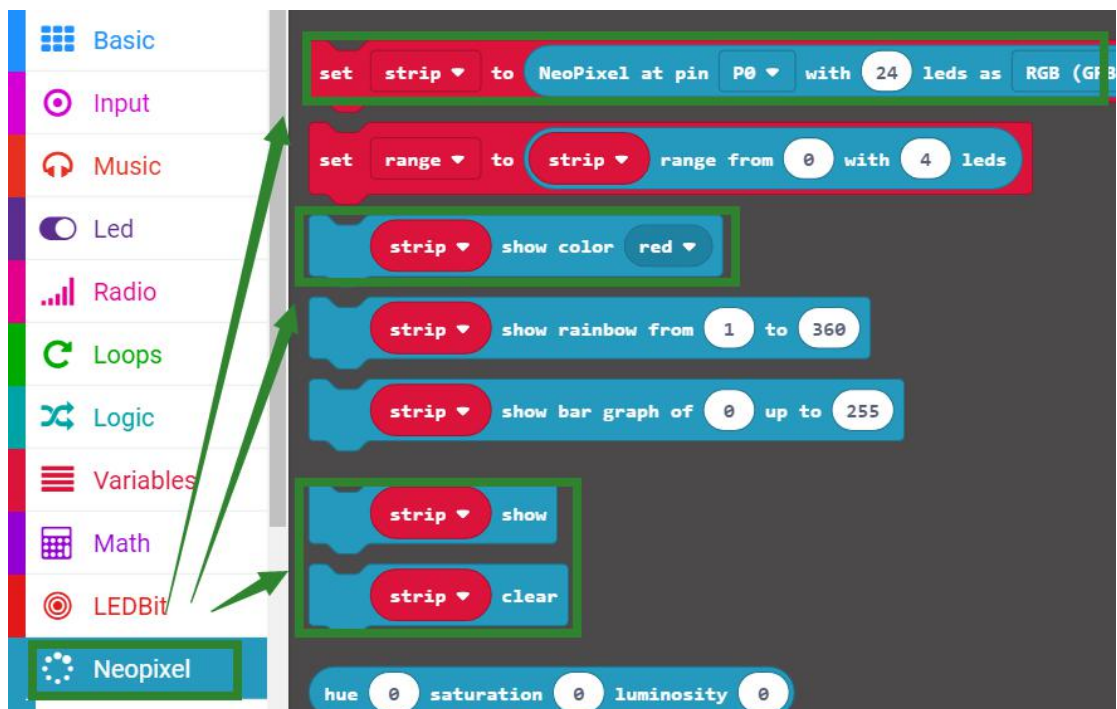 Basic
Input
Music
Led
Radio
Loops
Logic
Variables
Math
LEDBit
Neopixel
set strip to NeoPixel at pin P0 with 24 leds as RGB
set range to strip range from 0 with 4 leds
strip show color red
strip show rainbow from 1 to 360
strip show bar graph of 0 up to 255
strip show
strip clear
hue 0 saturation 0 luminosity 0